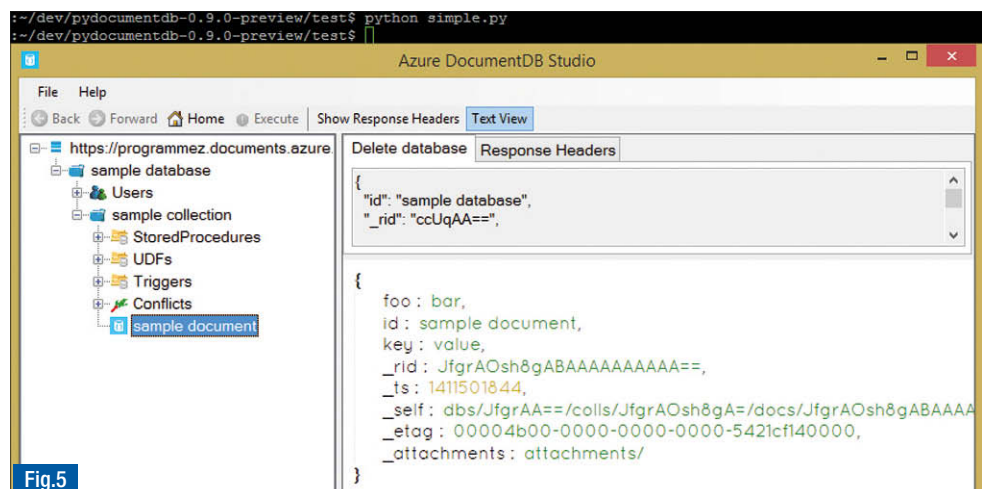 :~/dev/pydocumentdb-0.9.0-preview/test$ python simple.py
:~/dev/pydocumentdb-0.9.0-preview/test$
Azure DocumentDB Studio
File Help
Back Forward Home Execute Show Response Headers Text View
https://programmez.documents.azure.
sample database
Users
sample collection
StoredProcedures
UDFs
Triggers
Conflicts
sample document
Delete database Response Headers
{
"id": "sample database",
"_rid": "ccUqAA==",
{
foo : bar,
id : sample document,
key : value,
_rid : JfgrAOsh8gABAAAAAAAAAA==,
_ts : 1411501844,
_self : dbs/JfgrAA==/colls/JfgrAOsh8gA=/docs/JfgrAOsh8gABAAAA
_etag : 00004b00-0000-0000-0000-5421cf140000,
_attachments : attachments/
}
Fig.5